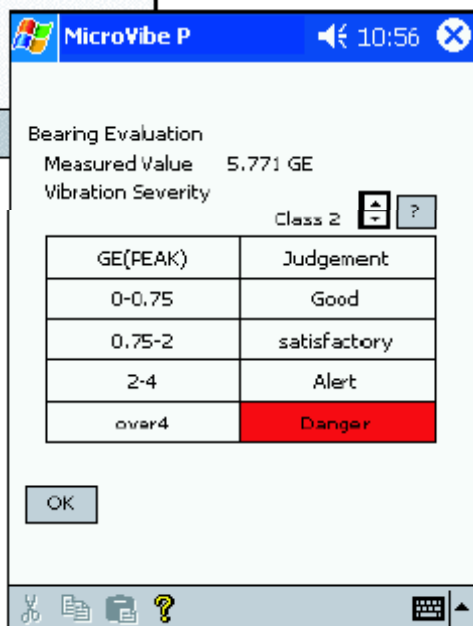 MicroVibe P 10:56
Bearing Evaluation
Measured Value 5.771 GE
Vibration Severity
Class 2 ?
GE(PEAK) Judgement
0-0.75 Good
0.75-2 satisfactory
2-4 Alert
over4 Danger
OK